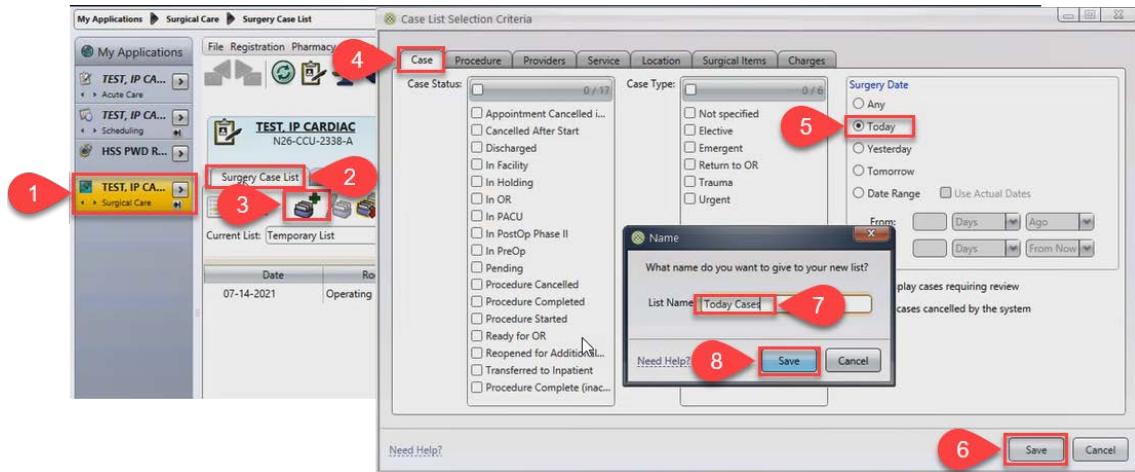 My Applications Surgical Care Surgery Case List
My Applications
TEST, IP CA...
Acute Care
TEST, IP CA...
Scheduling
HSS PWD R...
1
TEST, IP CA...
Surgical Care
File Registration Pharmacy
TEST, IP CARDIAC
N26-CCU-2338-A
Surgery Case List
2
3
Current List: Temporary List
Date
07-14-2021 Operating
Case List Selection Criteria
4
Case Procedure Providers Service Location Surgical Items Charges
Case Status: 0 / 17
Appointment Cancelled i...
Cancelled After Start
Discharged
In Facility
In Holding
In OR
In PACU
In PostOp Phase II
In PreOp
Pending
Procedure Cancelled
Procedure Completed
Procedure Started
Ready for OR
Reopened for Additional...
Transferred to Inpatient
Procedure Complete (inac...
Case Type: 0 / 6
Not specified
Elective
Emergent
Return to OR
Trauma
Urgent
Surgery Date
Any
5
Today
Yesterday
Tomorrow
Date Range Use Actual Dates
From: Days Ago
Days From Now
play cases requiring review
cases cancelled by the system
Name
What name do you want to give to your new list?
List Name Today Cases
7
Need Help?
8
Save Cancel
Need Help?
6
Save Cancel